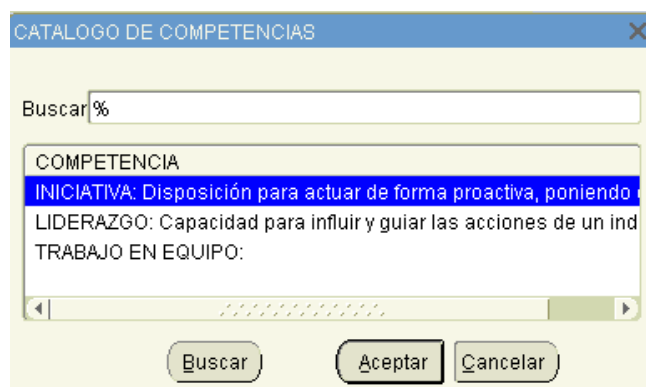 CATALOGO DE COMPETENCIAS
Buscar %
COMPETENCIA
INICIATIVA: Disposición para actuar de forma proactiva, poniendo
LIDERAZGO: Capacidad para influir y guiar las acciones de un ind
TRABAJO EN EQUIPO:
Buscar Aceptar Cancelar